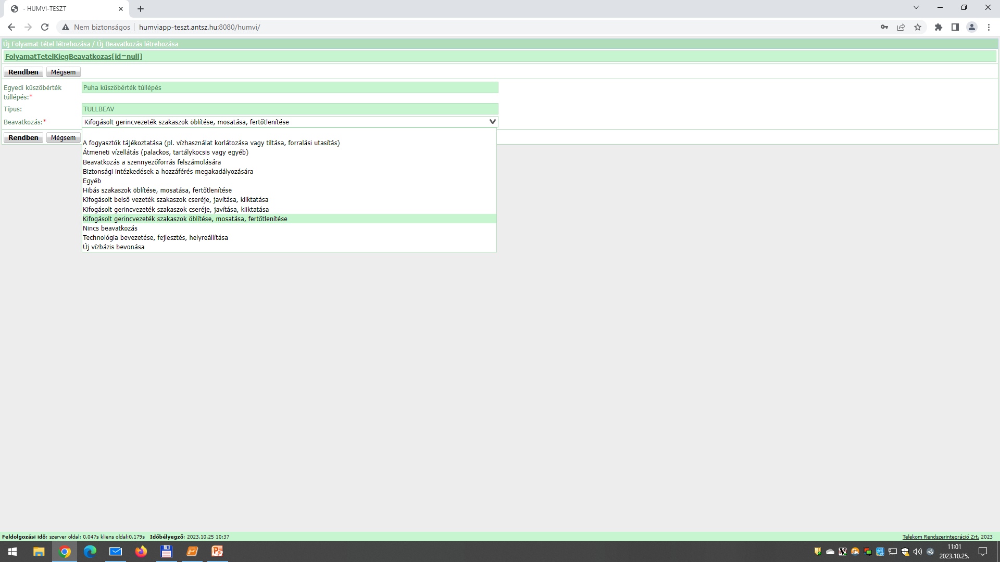 - HUMVI-TESZT
Nem biztonságos
humviapp-teszt.antsz.hu:8080/humvi/
Új Folyamat-tétel létrehozása / Új Beavatkozás létrehozása
FolyamatTetelKiegBeavatkozas[id=null]
Rendben Mégsem
Egyedi küszöbérték túllépés:* Puha küszöbérték túllépés
Típus: TULLBEAV
Beavatkozás:* Kifogásolt gerincvezeték szakaszok öblítése, mosatása, fertőtlenítése
Rendben Mégsem
A fogyasztók tájékoztatása (pl. vízhasználat korlátozása vagy tiltása, forralási utasítás)
Átmeneti vízellátás (palackos, tartálykocsis vagy egyéb)
Beavatkozás a szennyezőforrás felszámolására
Biztonsági intézkedések a hozzáférés megakadályozására
Egyéb
Hibás szakaszok öblítése, mosatása, fertőtlenítése
Kifogásolt belső vezeték szakaszok cseréje, javítása, kiiktatása
Kifogásolt gerincvezeték szakaszok cseréje, javítása, kiiktatása
Kifogásolt gerincvezeték szakaszok öblítése, mosatása, fertőtlenítése
Nincs beavatkozás
Technológia bevezetése, fejlesztés, helyreállítása
Új vízbázis bevonása
Feldolgozási idő: szerver oldal: 0,047s kliens oldal:0,179s Időbélyegző: 2023.10.25 10:37
Telekom Rendszerintegráció Zrt. 2023
11:01
2023.10.25.